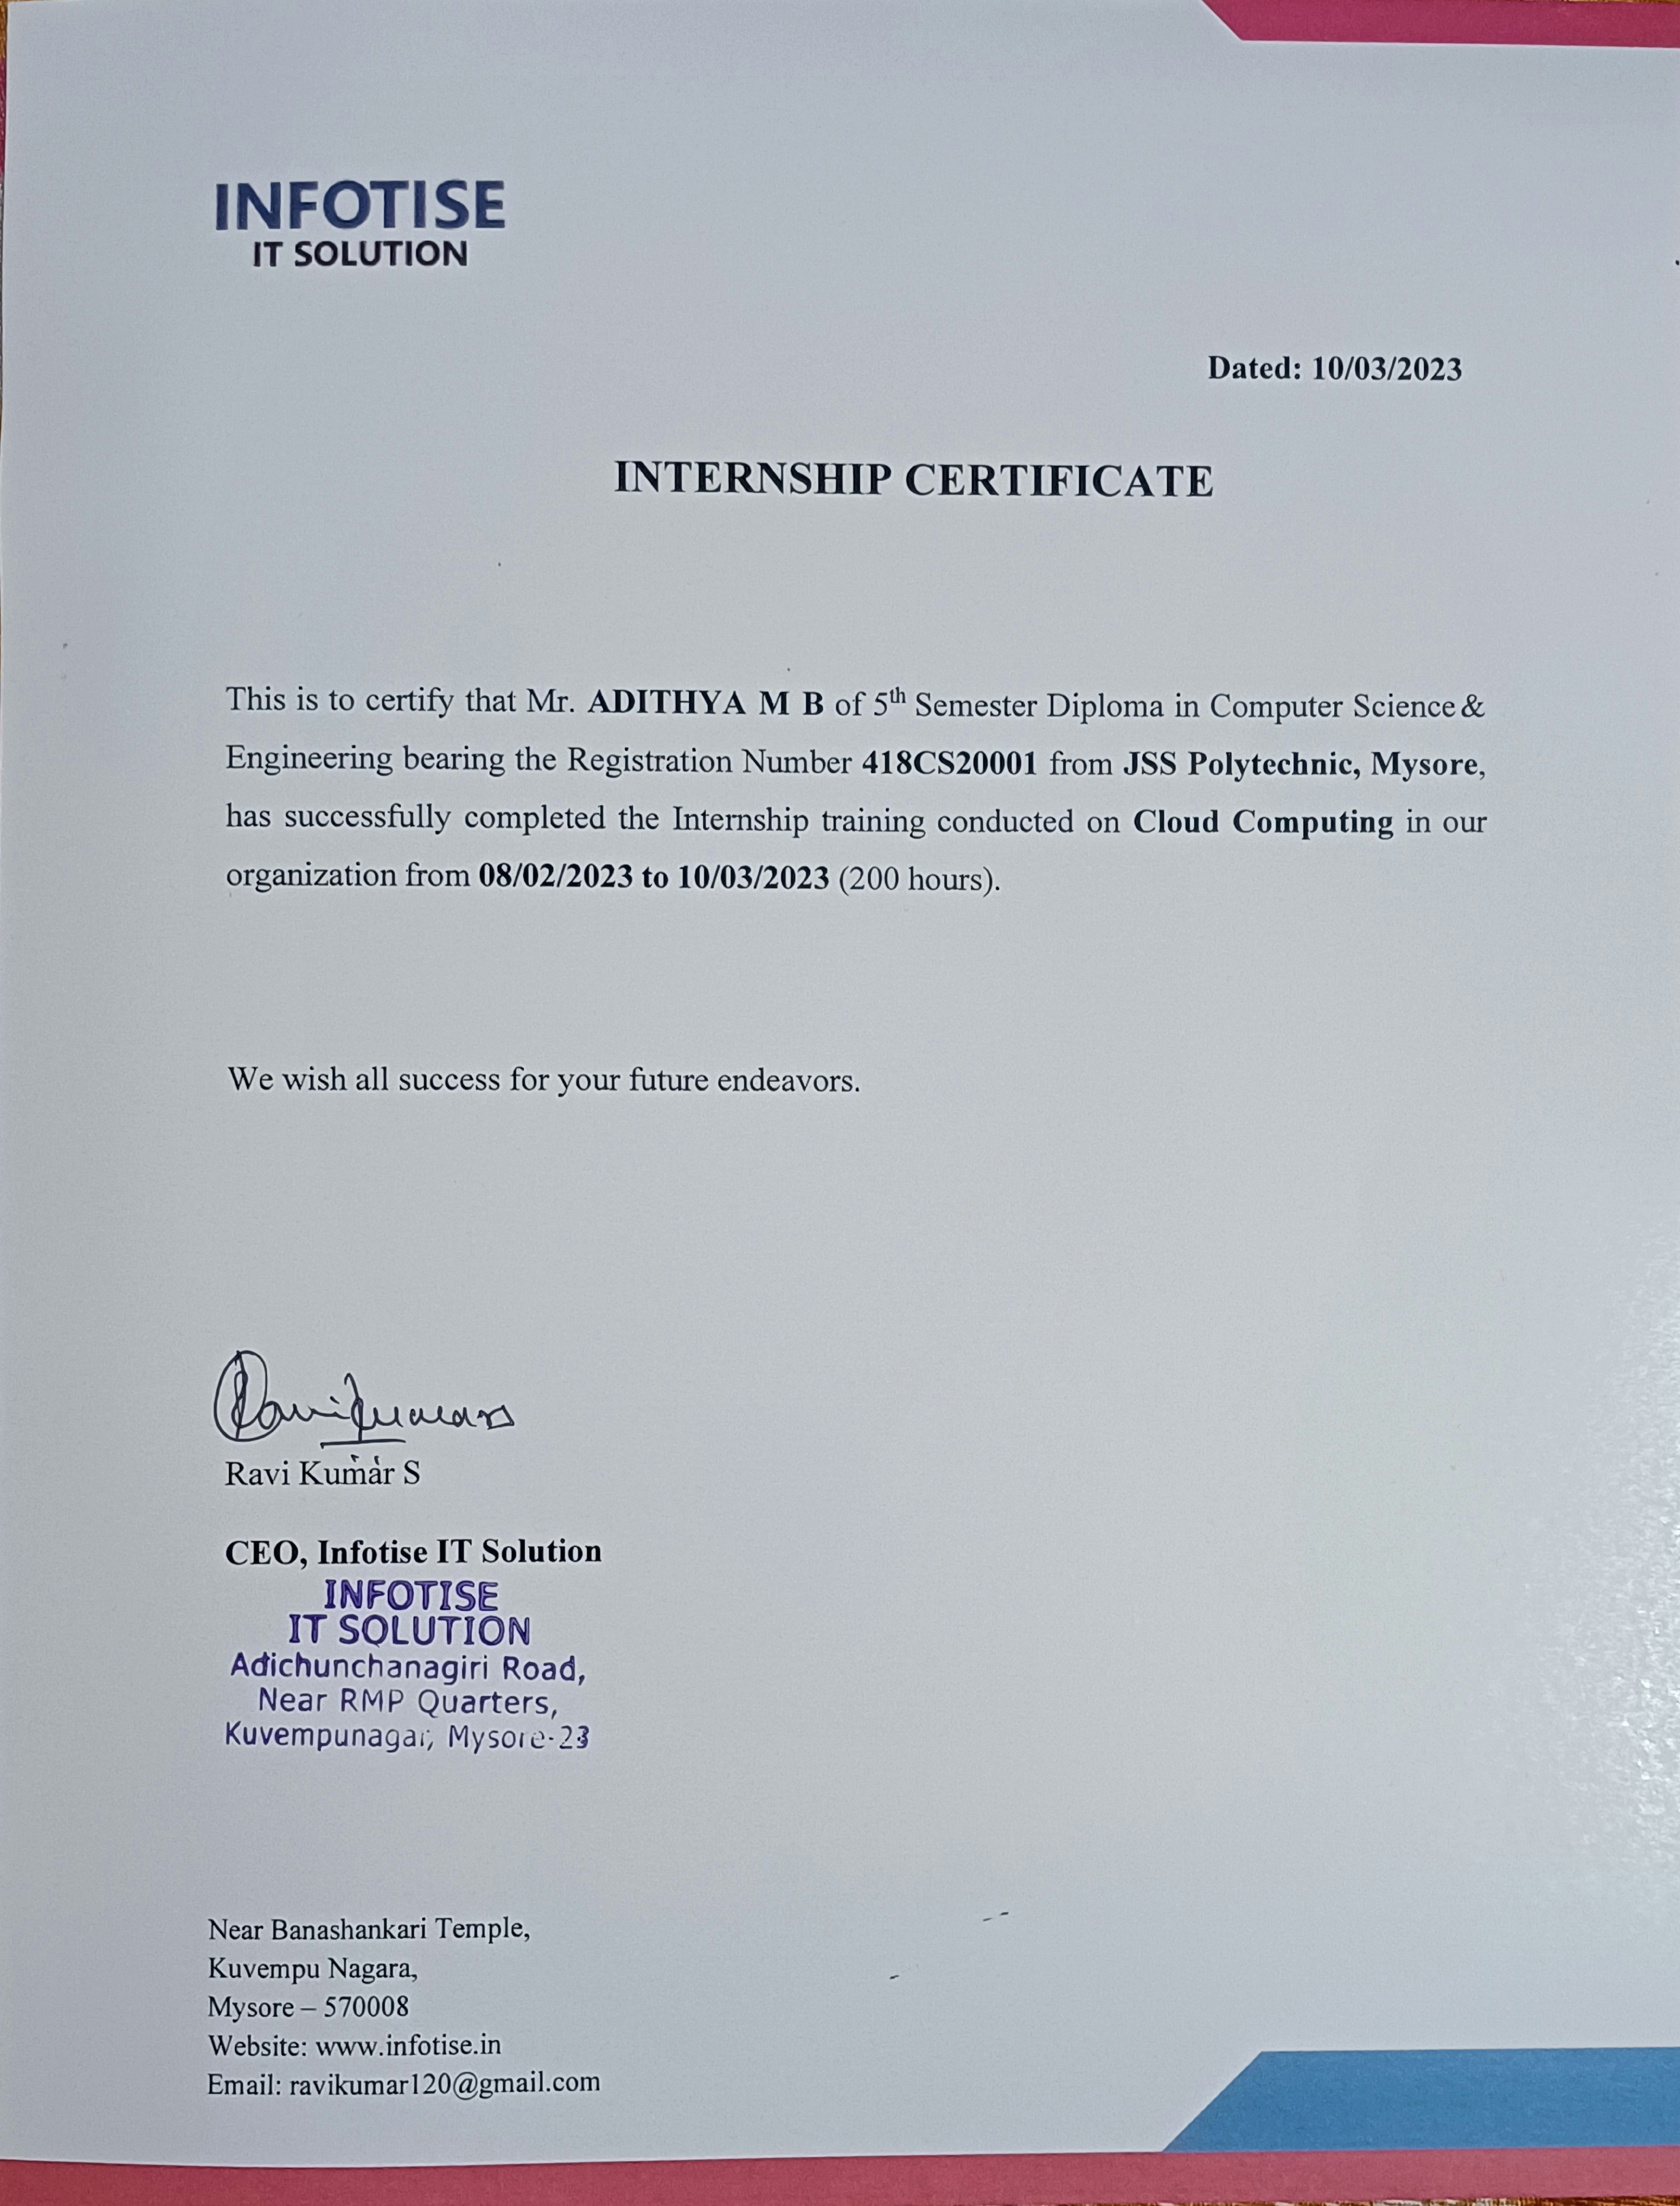 INFOTISE
IT SOLUTION
Dated: 10/03/2023
INTERNSHIP CERTIFICATE
This is to certify that Mr. ADITHYA M B of 5th Semester Diploma in Computer Science &
Engineering bearing the Registration Number 418CS20001 from JSS Polytechnic, Mysore,
has successfully completed the Internship training conducted on Cloud Computing in our
organization from 08/02/2023 to 10/03/2023 (200 hours).
We wish all success for your future endeavors.
Ravikumar S
Ravi Kumar S
CEO, Infotise IT Solution
INFOTISE
IT SOLUTION
Adichunchanagiri Road,
Near RMP Quarters,
Kuvempunagar, Mysore-23
Near Banashankari Temple,
Kuvempu Nagara,
Mysore – 570008
Website: www.infotise.in
Email: ravikumar120@gmail.com